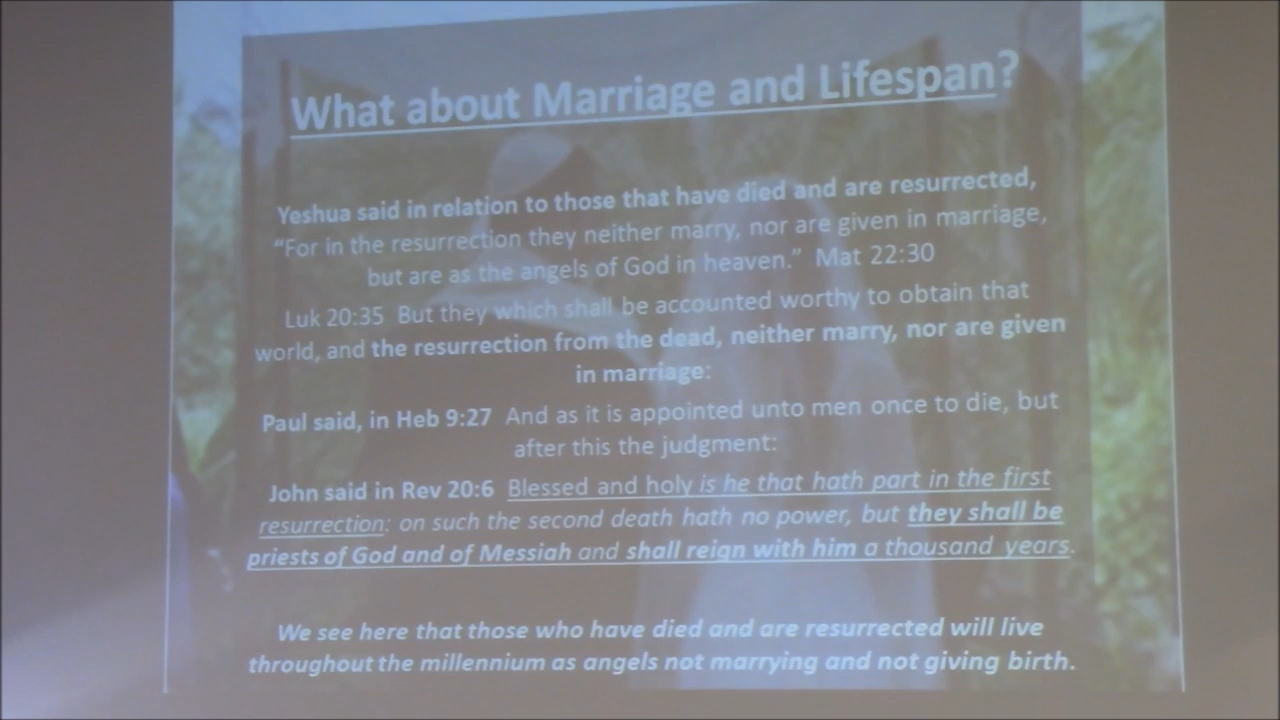 What about Marriage and Lifespan?
Yeshua said in relation to those that have died and are resurrected,
“For in the resurrection they neither marry, nor are given in marriage,
but are as the angels of God in heaven.” Mat 22:30
Luk 20:35 But they which shall be accounted worthy to obtain that
world, and the resurrection from the dead, neither marry, nor are given
in marriage:
Paul said, in Heb 9:27 And as it is appointed unto men once to die, but
after this the judgment:
John said in Rev 20:6 Blessed and holy is he that hath part in the first
resurrection: on such the second death hath no power, but they shall be
priests of God and of Messiah and shall reign with him a thousand years.
We see here that those who have died and are resurrected will live
throughout the millennium as angels not marrying and not giving birth.